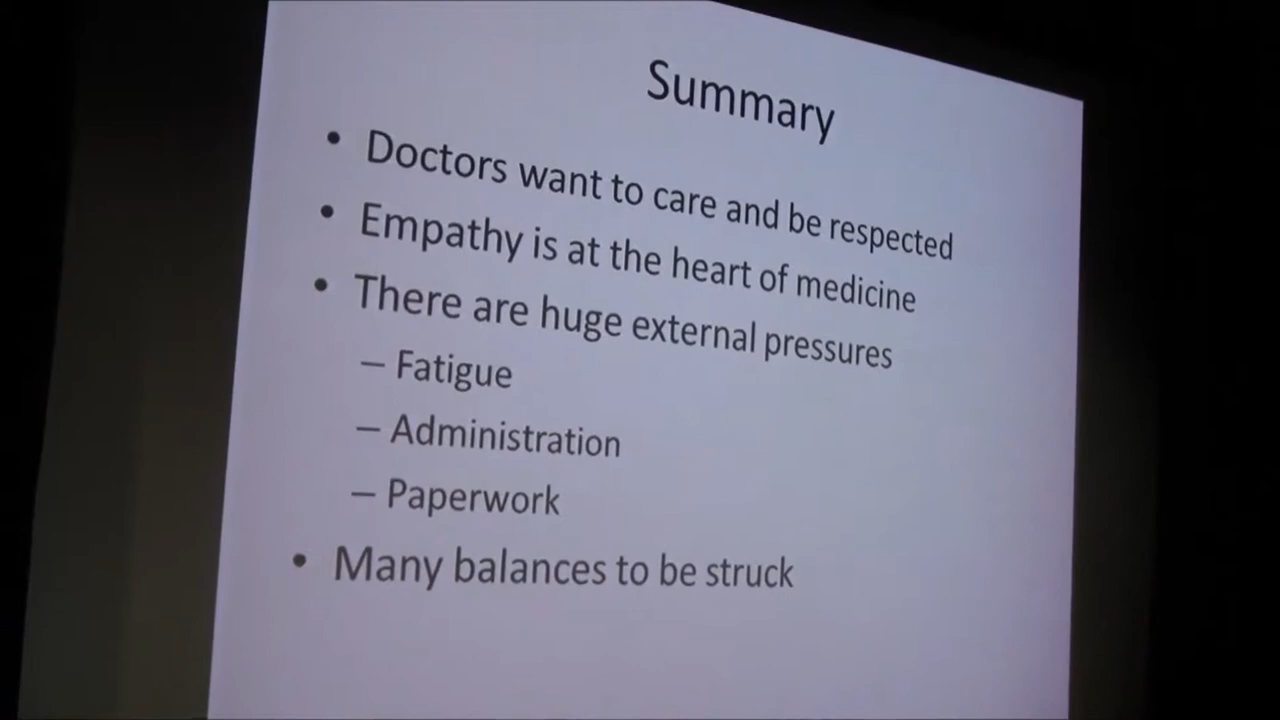 Summary
• Doctors want to care and be respected
• Empathy is at the heart of medicine
• There are huge external pressures
– Fatigue
– Administration
– Paperwork
• Many balances to be struck